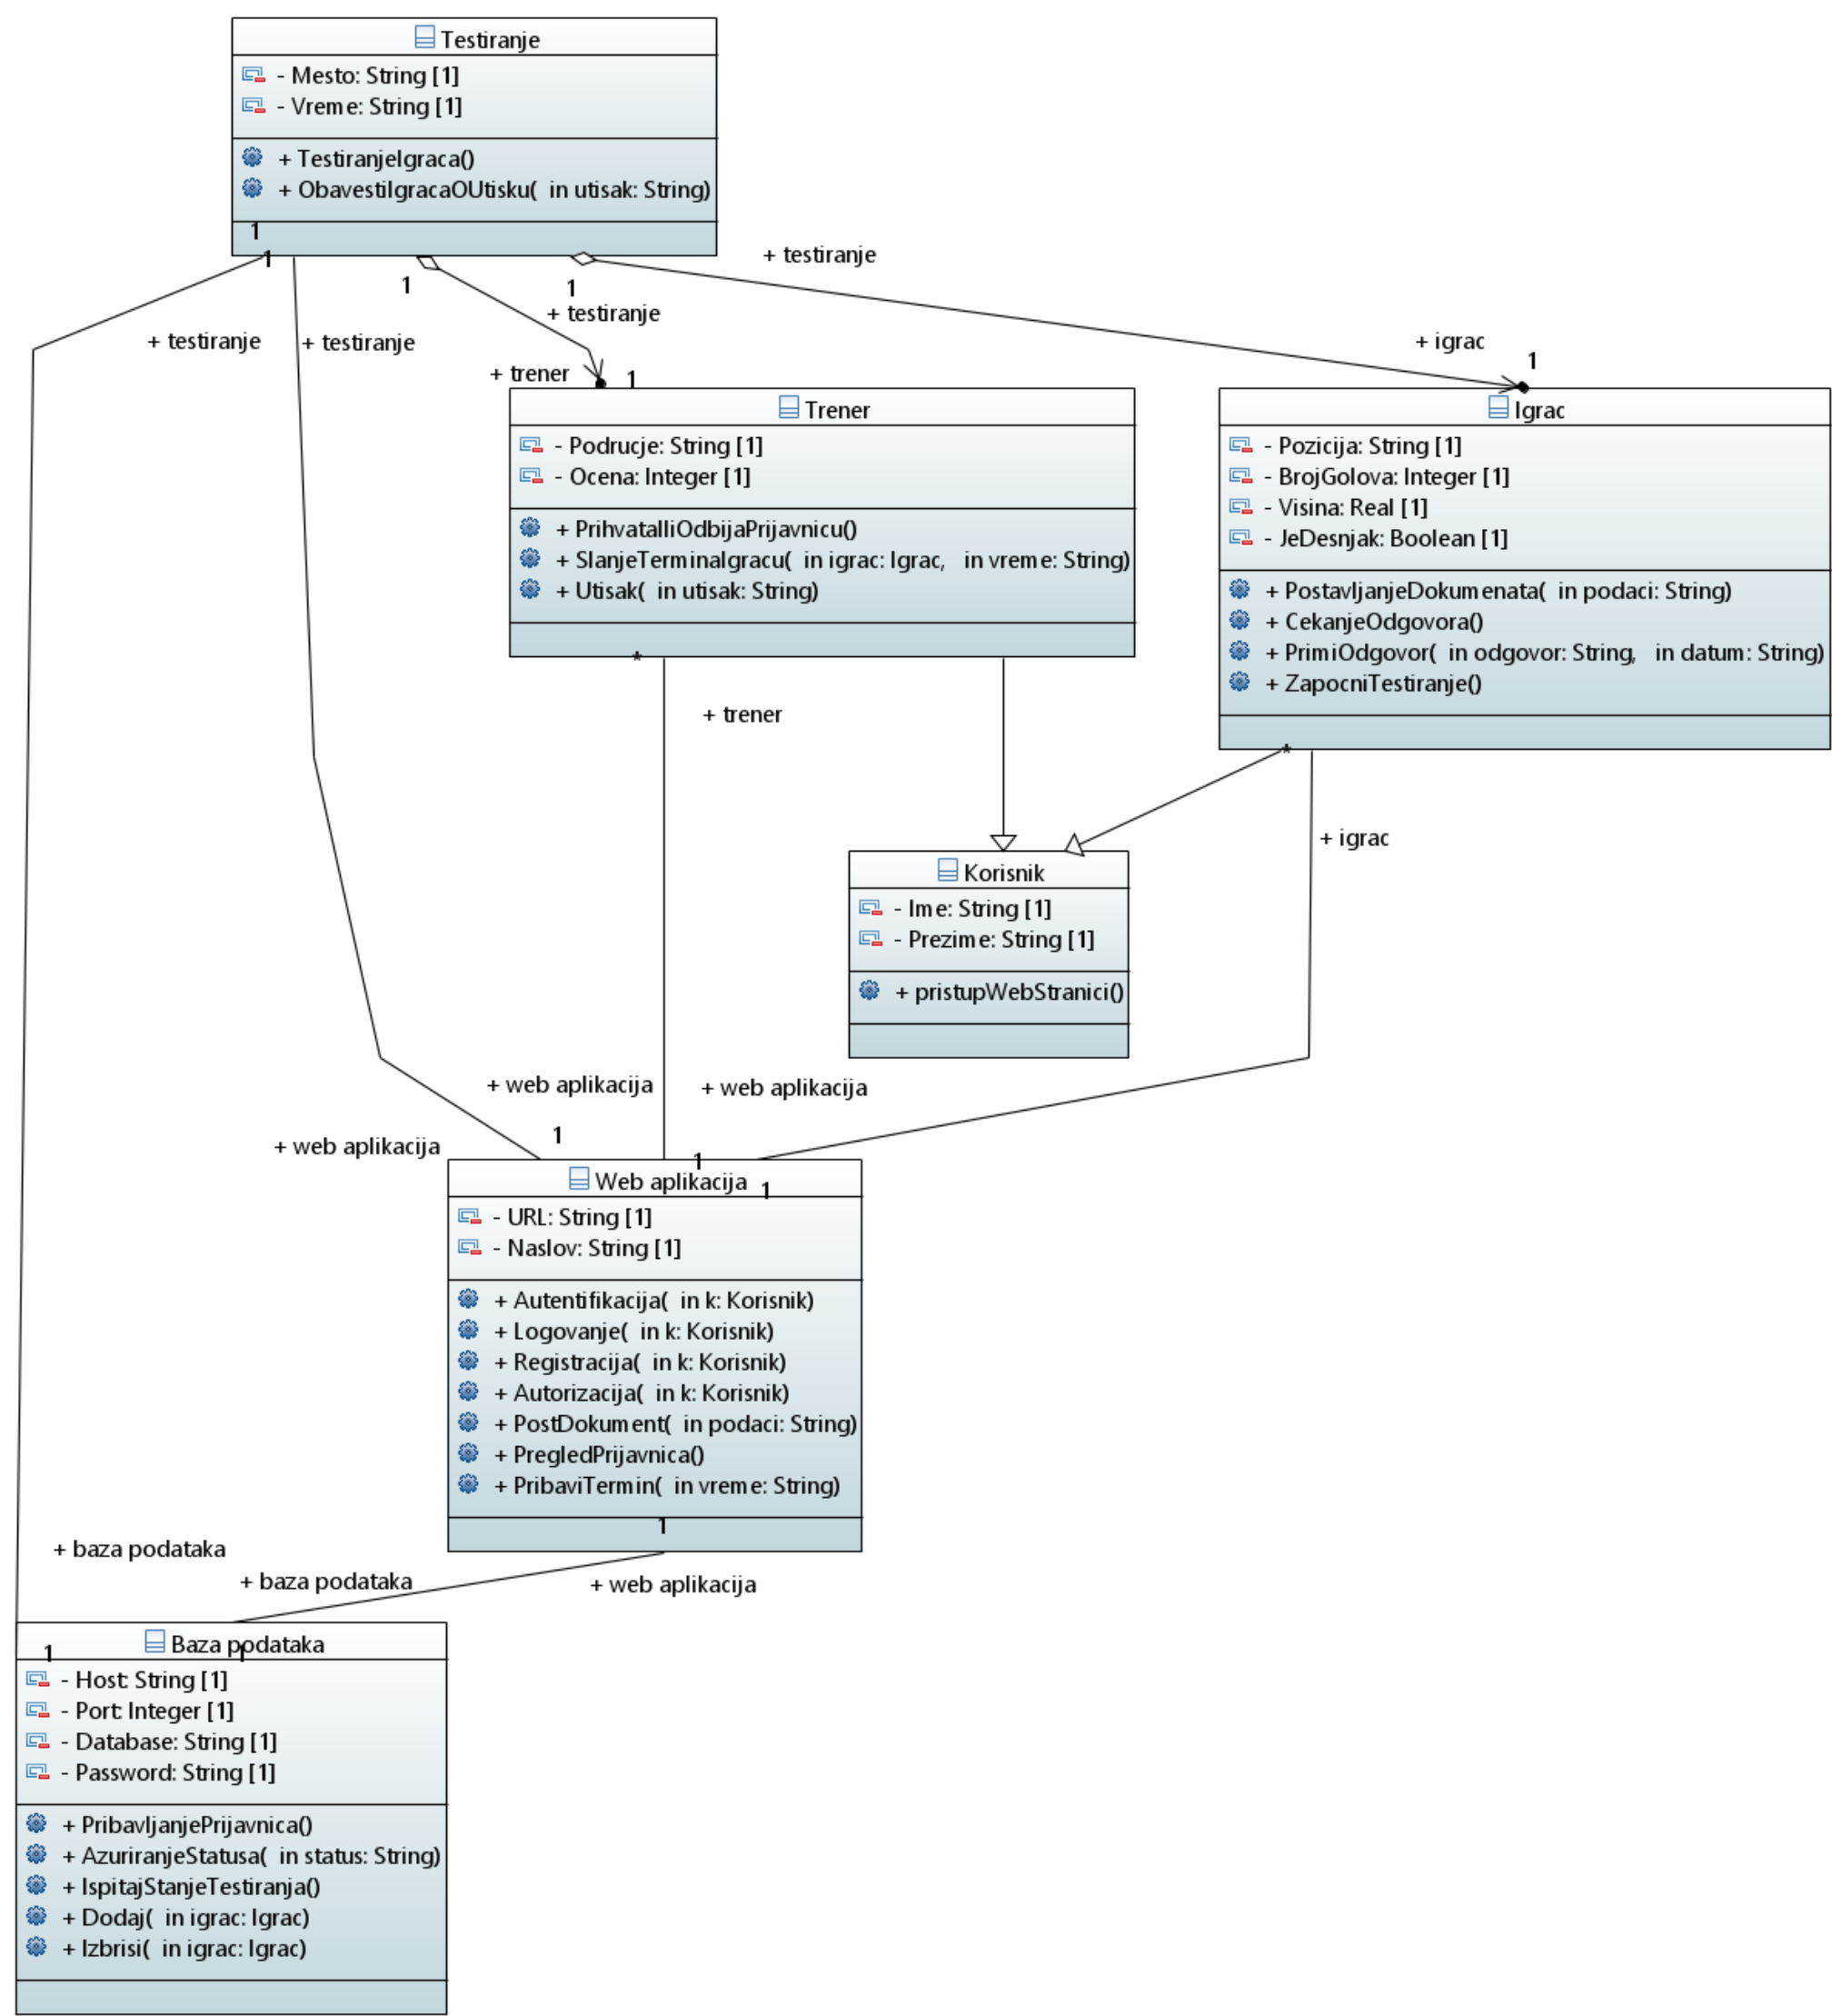 Testiranje
- Mesto: String [1]
- Vreme: String [1]
+ TestiranjeIgraca()
+ ObavestiIgracaOUtisku( in utisak: String)
1
1
1
1
+ testiranje
+ testiranje
+ testiranje
+ testiranje
+ igrac
1
+ trener
1
Trener
- Podrucje: String [1]
- Ocena: Integer [1]
+ PrihvataIliOdbijaPrijavnicu()
+ SlanjeTerminaIgracu( in igrac: Igrac, in vreme: String)
+ Utisak( in utisak: String)
*
+ trener
Igrac
- Pozicija: String [1]
- BrojGolova: Integer [1]
- Visina: Real [1]
- JeDesnjak: Boolean [1]
+ PostavljanjeDokumenata( in podaci: String)
+ CekanjeOdgovora()
+ PrimiOdgovor( in odgovor: String, in datum: String)
+ ZapocniTestiranje()
*
+ igrac
Korisnik
- Ime: String [1]
- Prezime: String [1]
+ pristupWebStranici()
+ web aplikacija
+ web aplikacija
+ web aplikacija
1
1
1
Web aplikacija
- URL: String [1]
- Naslov: String [1]
+ Autentifikacija( in k: Korisnik)
+ Logovanje( in k: Korisnik)
+ Registracija( in k: Korisnik)
+ Autorizacija( in k: Korisnik)
+ PostDokument( in podaci: String)
+ PregledPrijavnica()
+ PribaviTermin( in vreme: String)
1
+ baza podataka
+ baza podataka
+ web aplikacija
1
1
Baza podataka
- Host: String [1]
- Port: Integer [1]
- Database: String [1]
- Password: String [1]
+ PribavljanjePrijavnica()
+ AzuriranjeStatusa( in status: String)
+ IspitajStanjeTestiranja()
+ Dodaj( in igrac: Igrac)
+ Izbrisi( in igrac: Igrac)